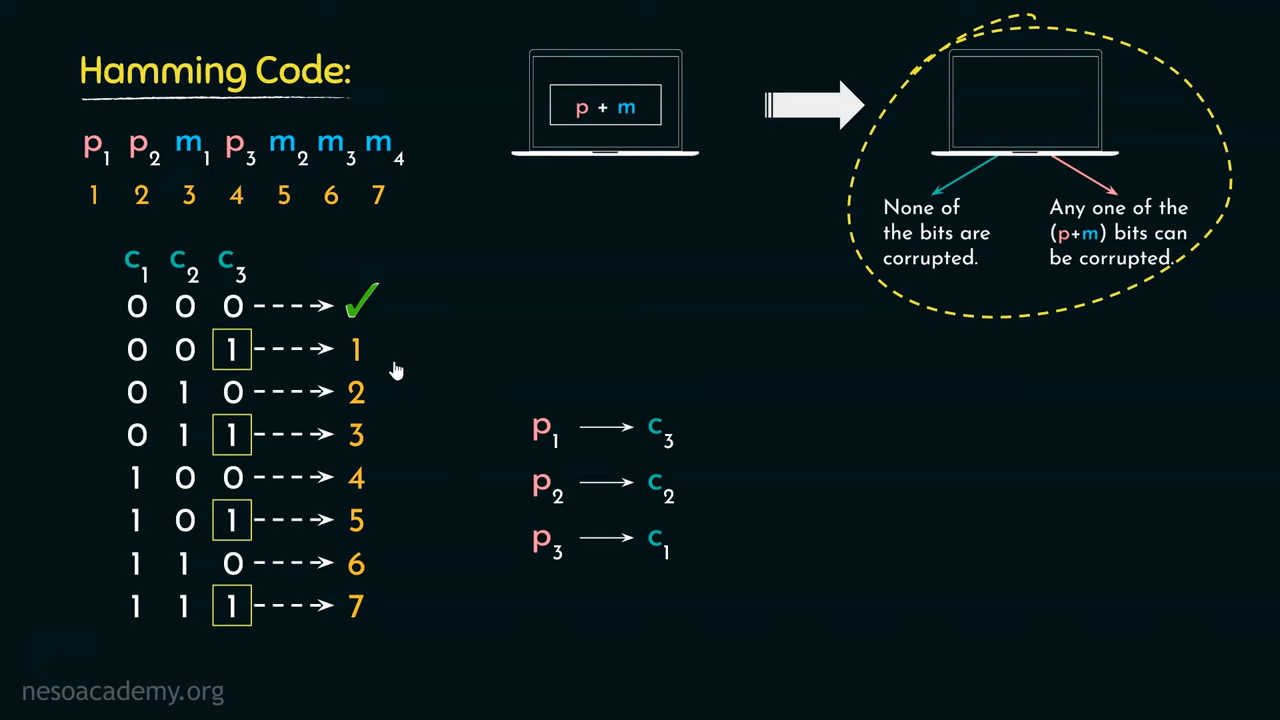 Hamming Code:
p1 p2 m1 p3 m2 m3 m4
1 2 3 4 5 6 7
c1 c2 c3
0 0 0
0 0 1 1
0 1 0 2
0 1 1 3
1 0 0 4
1 0 1 5
1 1 0 6
1 1 1 7
p + m
None of
the bits are
corrupted.
Any one of the
(p+m) bits can
be corrupted.
p1 c3
p2 c2
p3 c1
nesoacademy.org